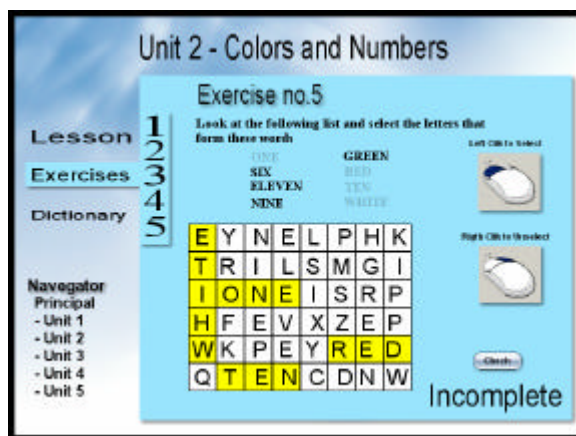 Unit 2 - Colors and Numbers
Exercise no.5
Look at the following list and select the letters that
form these words
ONE GREEN
SIX RED
ELEVEN TEN
NINE WHITE
Left Clik to Select
Right Clik to Unselect
Lesson
Exercises
Dictionary
1
2
3
4
5
Navegator
Principal
- Unit 1
- Unit 2
- Unit 3
- Unit 4
- Unit 5
E Y N E L P H K
T R I L S M G I
I O N E I S R P
H F E V X Z E P
W K P E Y R E D
Q T E N C D N W
Check
Incomplete